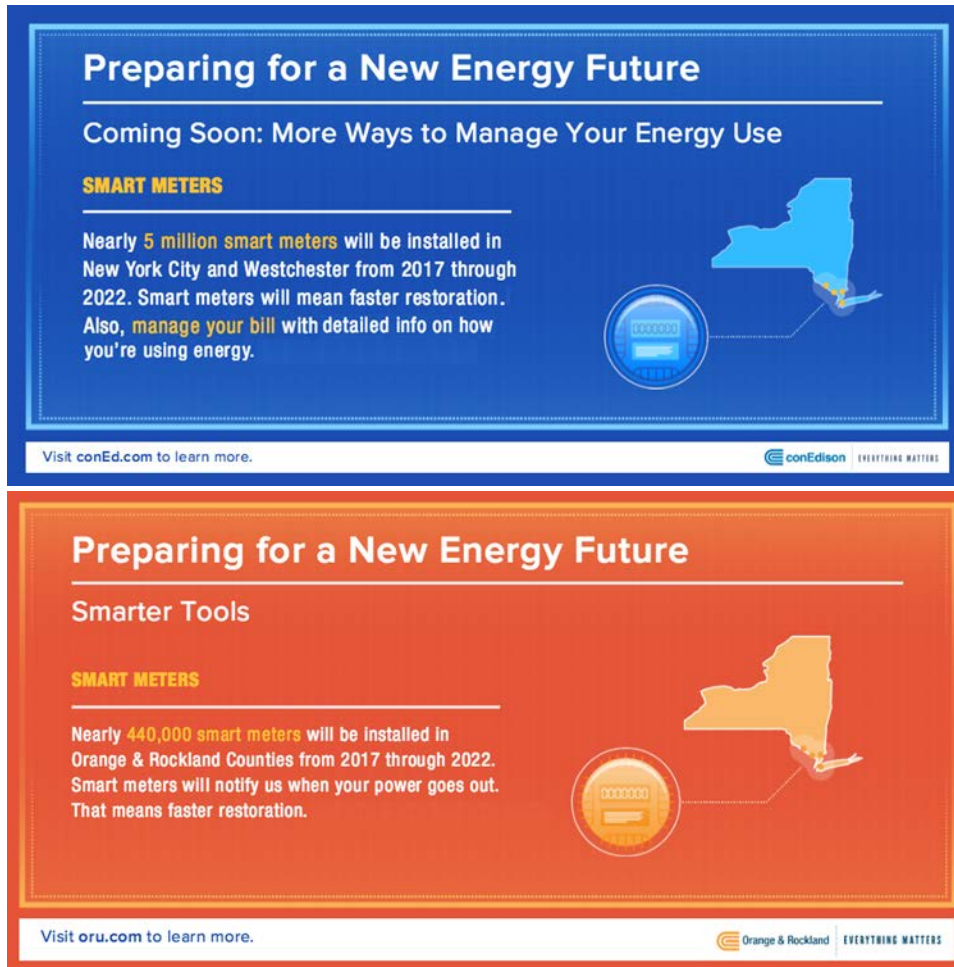 Preparing for a New Energy Future
Coming Soon: More Ways to Manage Your Energy Use
SMART METERS
Nearly 5 million smart meters will be installed in
New York City and Westchester from 2017 through
2022. Smart meters will mean faster restoration.
Also, manage your bill with detailed info on how
you're using energy.
Visit conEd.com to learn more.
conEdison
EVERYTHING MATTERS
Preparing for a New Energy Future
Smarter Tools
SMART METERS
Nearly 440,000 smart meters will be installed in
Orange & Rockland Counties from 2017 through 2022.
Smart meters will notify us when your power goes out.
That means faster restoration.
Visit oru.com to learn more.
Orange & Rockland
EVERYTHING MATTERS